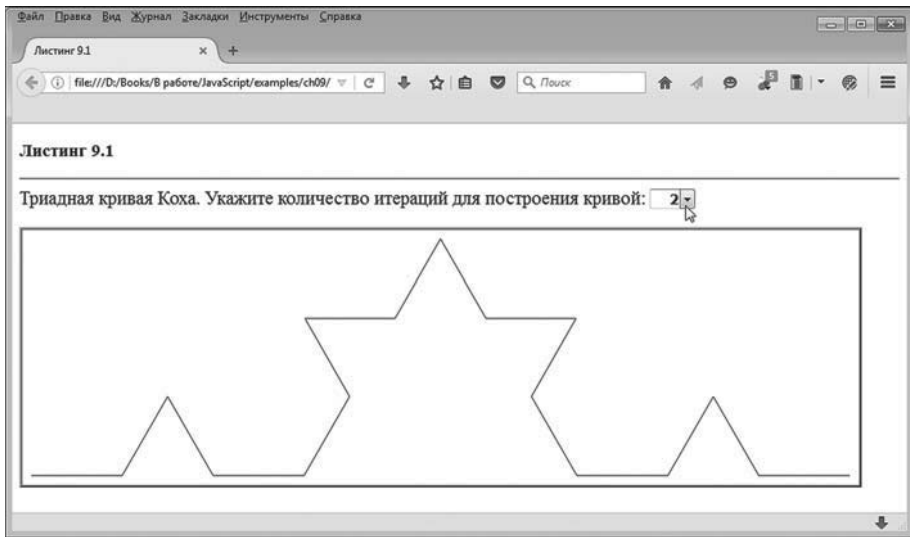 Файл Правка Вид Журнал Закладки Инструменты Справка
Листинг 9.1
file:///D:/Books/В работе/JavaScript/examples/ch09/
Поиск
5
Листинг 9.1
Триадная кривая Коха. Укажите количество итераций для построения кривой: 2